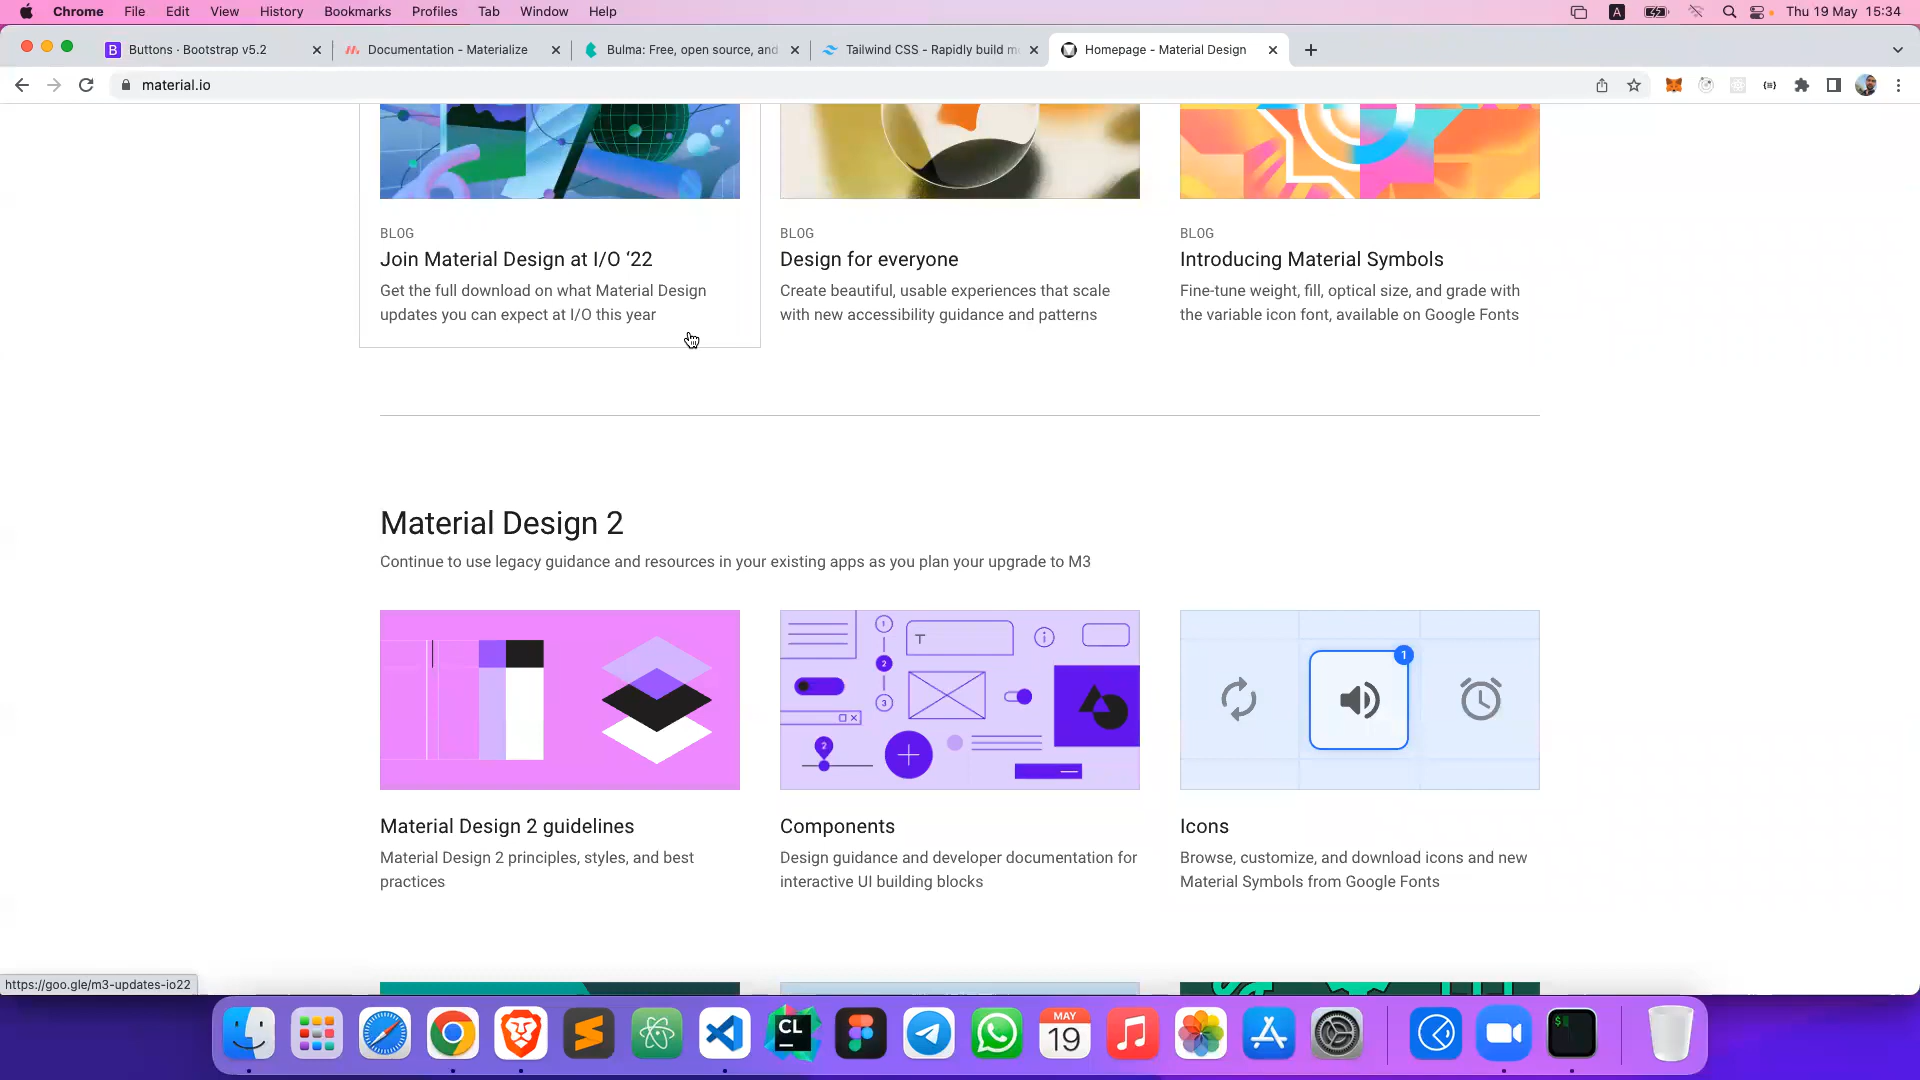 Chrome File Edit View History Bookmarks Profiles Tab Window Help
A
Thu 19 May 15:34
B Buttons · Bootstrap v5.2
Documentation - Materialize
Bulma: Free, open source, and
Tailwind CSS - Rapidly build m
Homepage - Material Design
material.io
BLOG
Join Material Design at I/O ‘22
Get the full download on what Material Design
updates you can expect at I/O this year
BLOG
Design for everyone
Create beautiful, usable experiences that scale
with new accessibility guidance and patterns
BLOG
Introducing Material Symbols
Fine-tune weight, fill, optical size, and grade with
the variable icon font, available on Google Fonts
Material Design 2
Continue to use legacy guidance and resources in your existing apps as you plan your upgrade to M3
1
T
2
3
2
1
Material Design 2 guidelines
Material Design 2 principles, styles, and best
practices
Components
Design guidance and developer documentation for
interactive UI building blocks
Icons
Browse, customize, and download icons and new
Material Symbols from Google Fonts
https://goo.gle/m3-updates-io22
CL
MAY
19
$